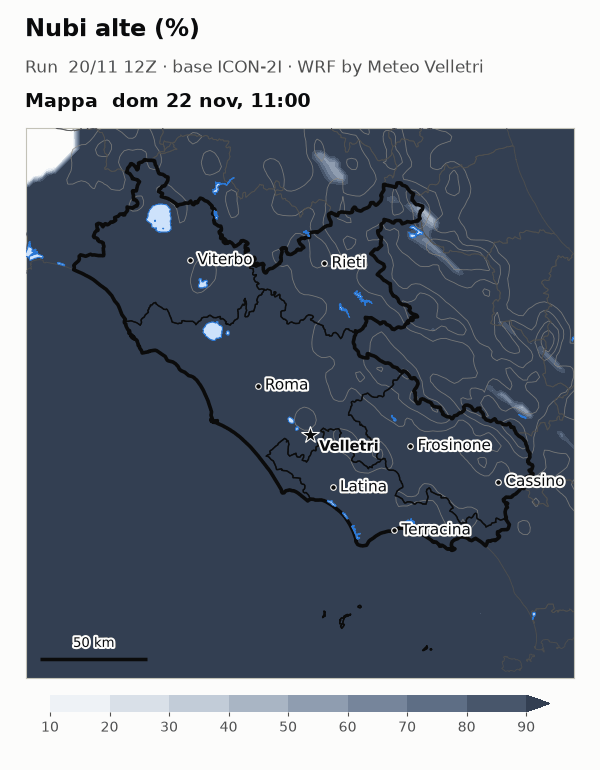 Nubi alte (%)
Run  20/11 12Z · base ICON-2I · WRF by Meteo Velletri
Mappa  dom 22 nov, 11:00
Viterbo
Rieti
Roma
Velletri
Frosinone
Latina
Cassino
Terracina
50 km
10 20 30 40 50 60 70 80 90